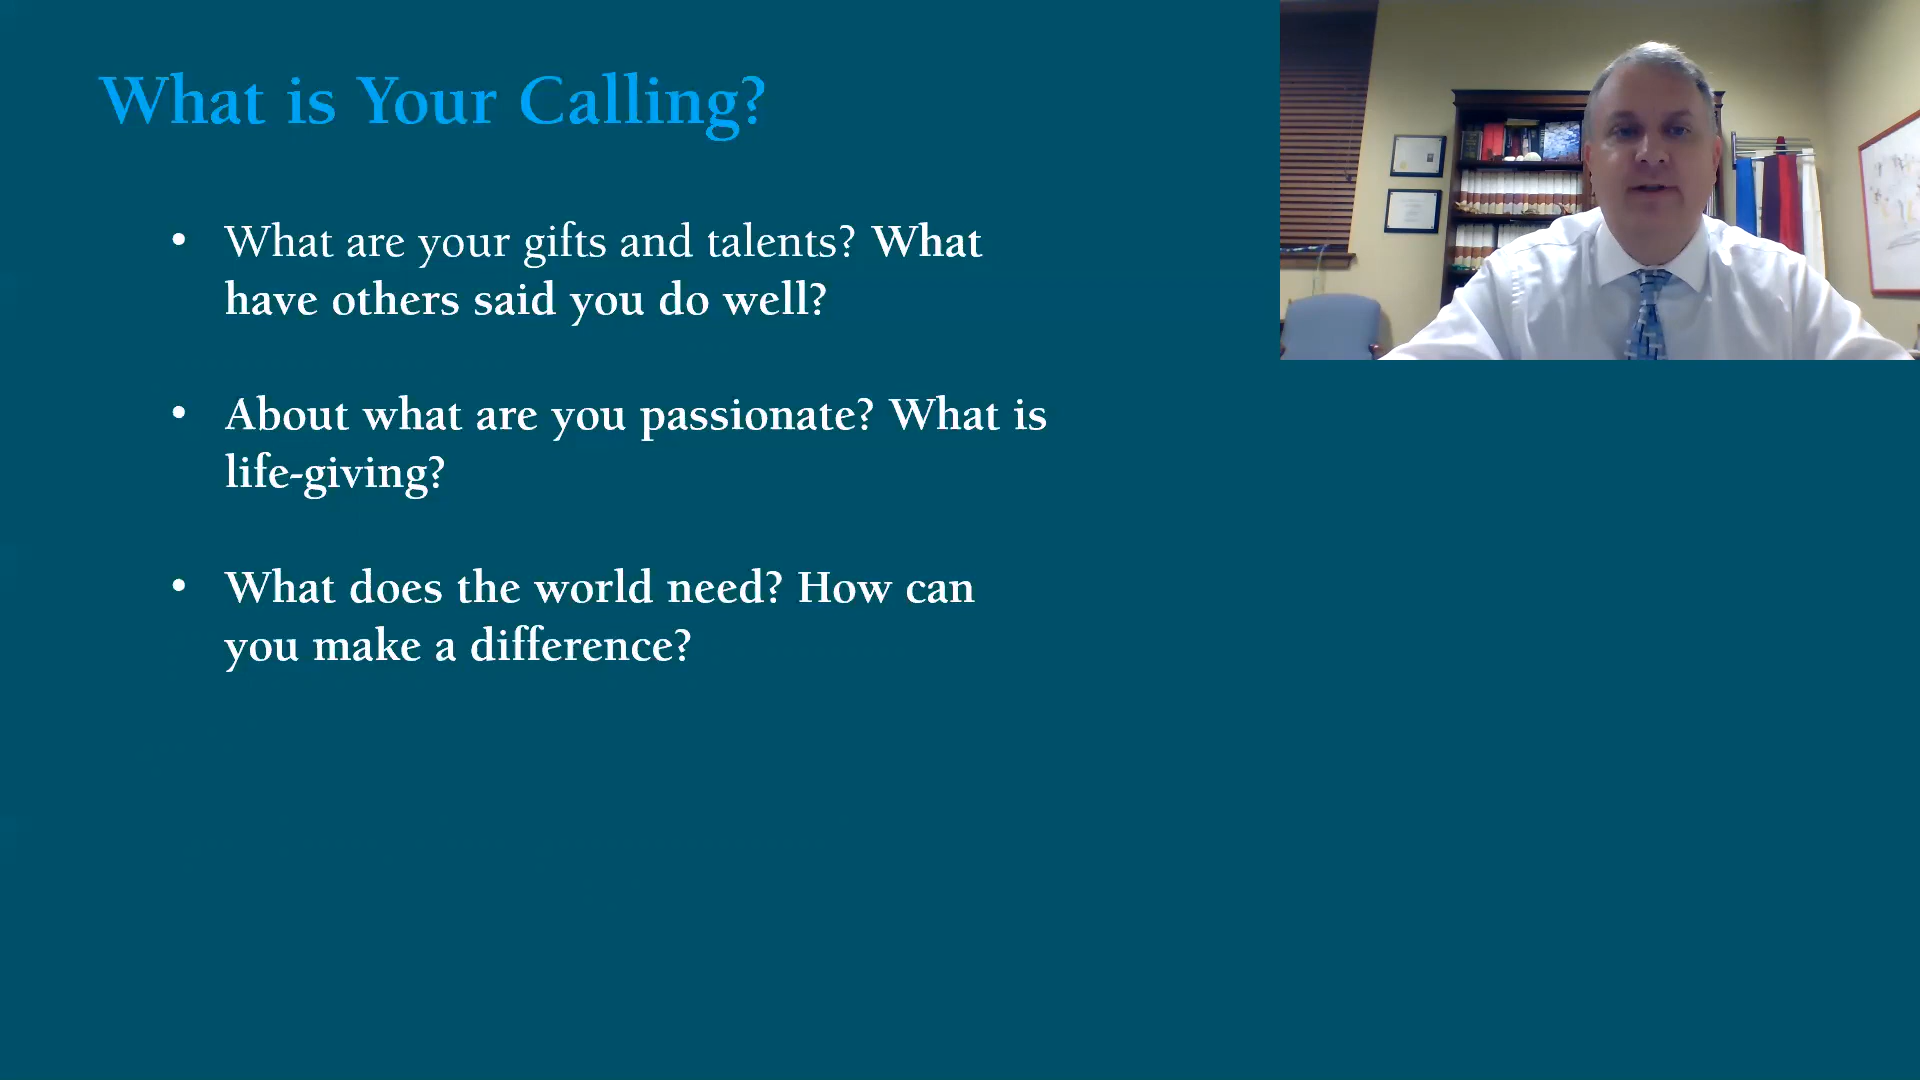 What is Your Calling?
• What are your gifts and talents? What
have others said you do well?
• About what are you passionate? What is
life-giving?
• What does the world need? How can
you make a difference?